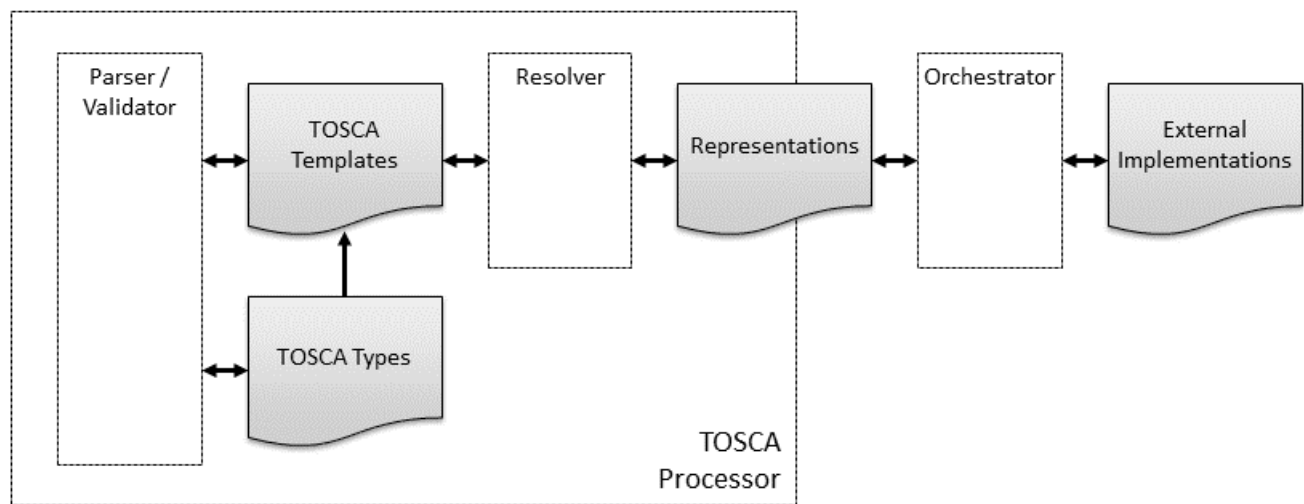 Parser /
Validator
TOSCA
Templates
Resolver
Representations
Orchestrator
External
Implementations
TOSCA Types
TOSCA
Processor